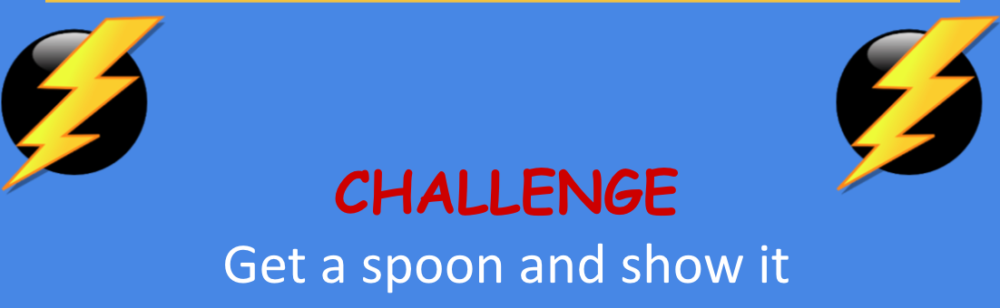 CHALLENGE
Get a spoon and show it